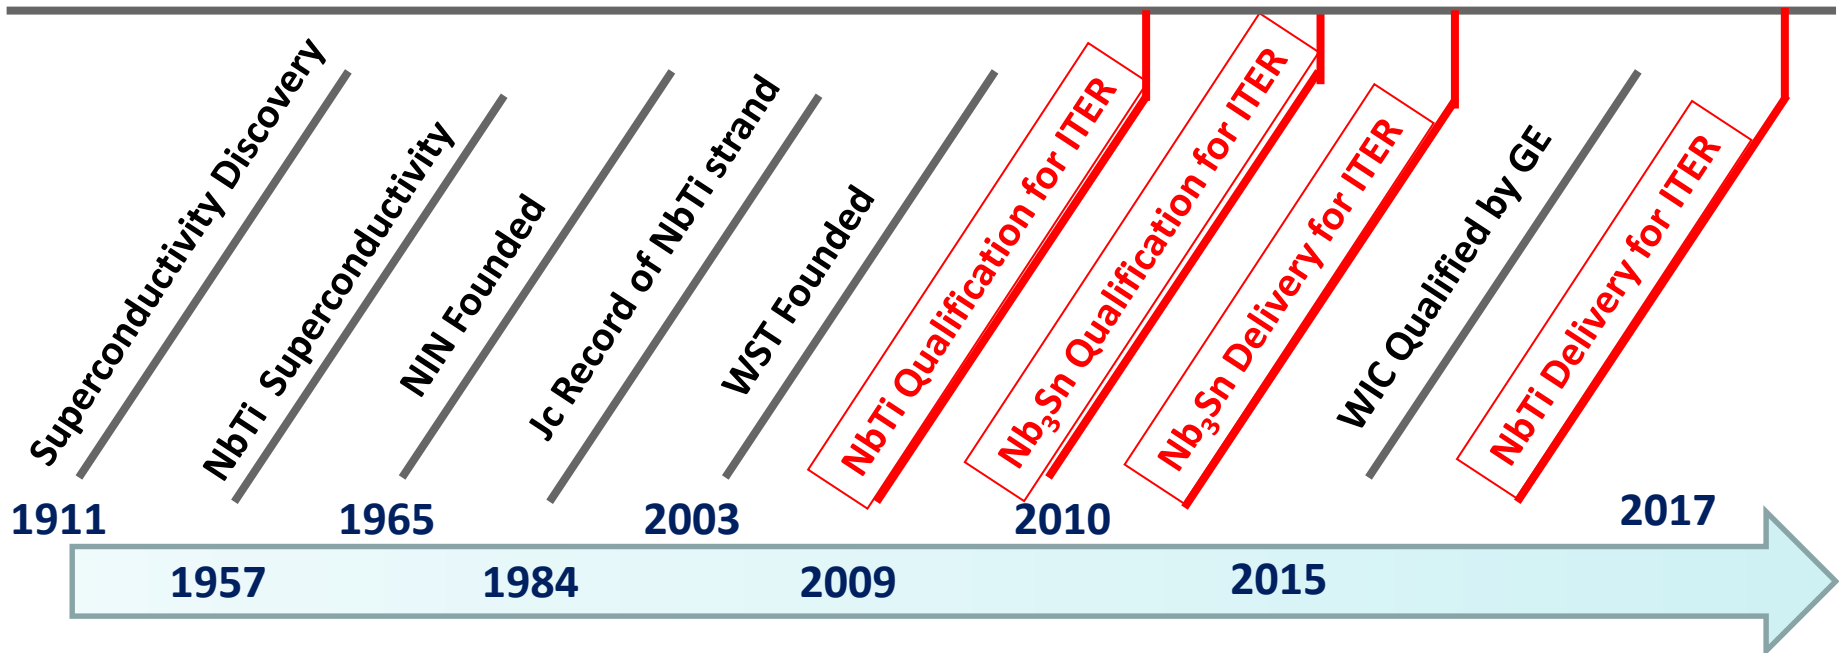 Superconductivity Discovery
NbTi Superconductivity
NIN Founded
Jc Record of NbTi strand
WST Founded
NbTi Qualification for ITER
Nb₃Sn Qualification for ITER
Nb₃Sn Delivery for ITER
WIC Qualified by GE
NbTi Delivery for ITER
1911
1965
2003
2010
2017
1957
1984
2009
2015